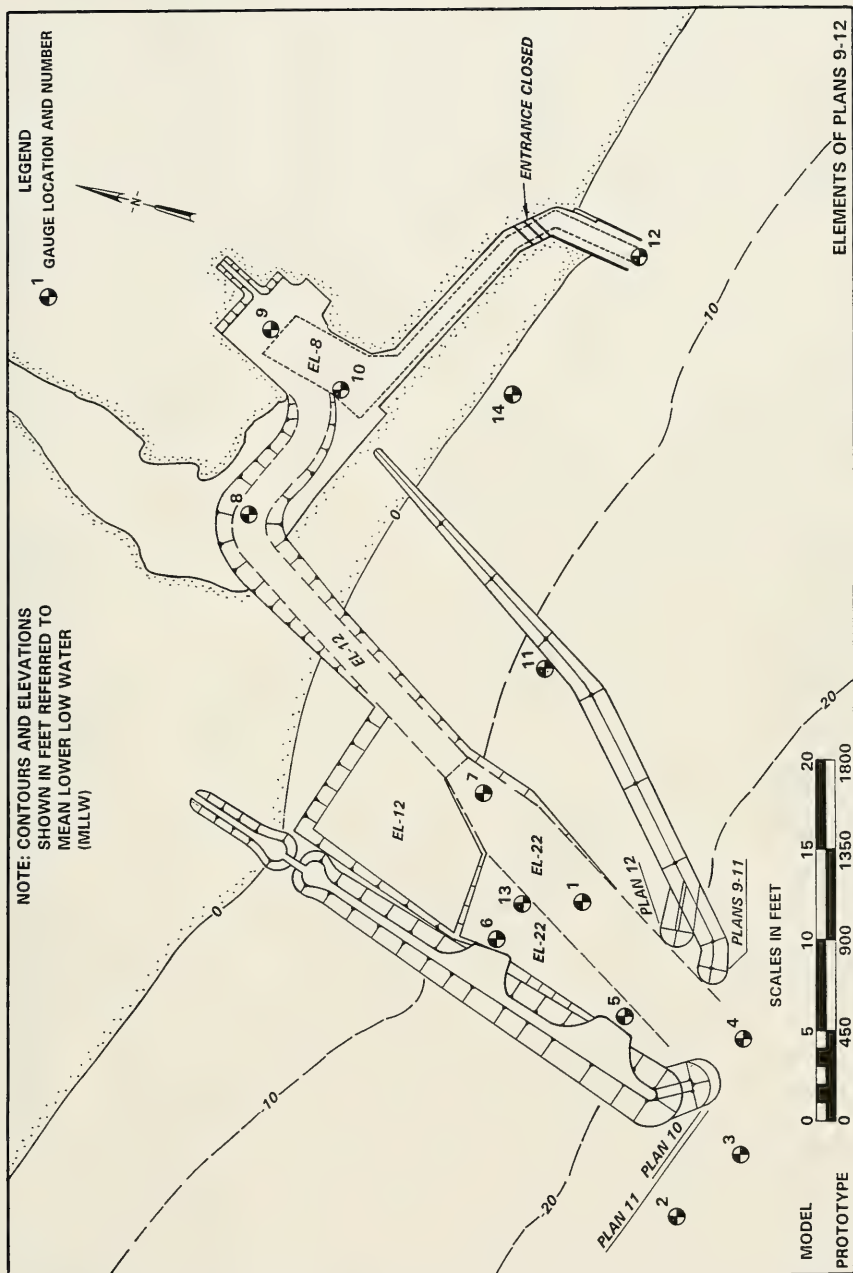 NOTE: CONTOURS AND ELEVATIONS
SHOWN IN FEET REFERRED TO
MEAN LOWER LOW WATER
(MLLW)
LEGEND
1
GAUGE LOCATION AND NUMBER
-N-
9
EL-8
10
8
0
0
ENTRANCE CLOSED
12
14
EL-12
EL-12
11
-10
-10
7
EL-22
13
6
1
EL-22
5
PLAN 12
PLANS 9-11
4
-20
-20
3
2
PLAN 10
PLAN 11
SCALES IN FEET
MODEL
0 5 10 15 20
PROTOTYPE
0 450 900 1350 1800
ELEMENTS OF PLANS 9-12